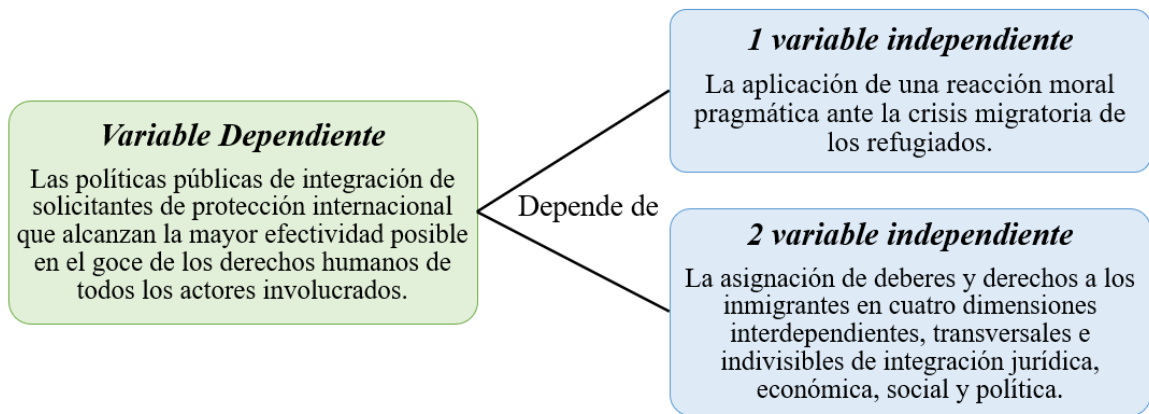 Variable Dependiente
Las políticas públicas de integración de
solicitantes de protección internacional
que alcanzan la mayor efectividad posible
en el goce de los derechos humanos de
todos los actores involucrados.
Depende de
1 variable independiente
La aplicación de una reacción moral
pragmática ante la crisis migratoria de
los refugiados.
2 variable independiente
La asignación de deberes y derechos a los
inmigrantes en cuatro dimensiones
interdependientes, transversales e
indivisibles de integración jurídica,
económica, social y política.